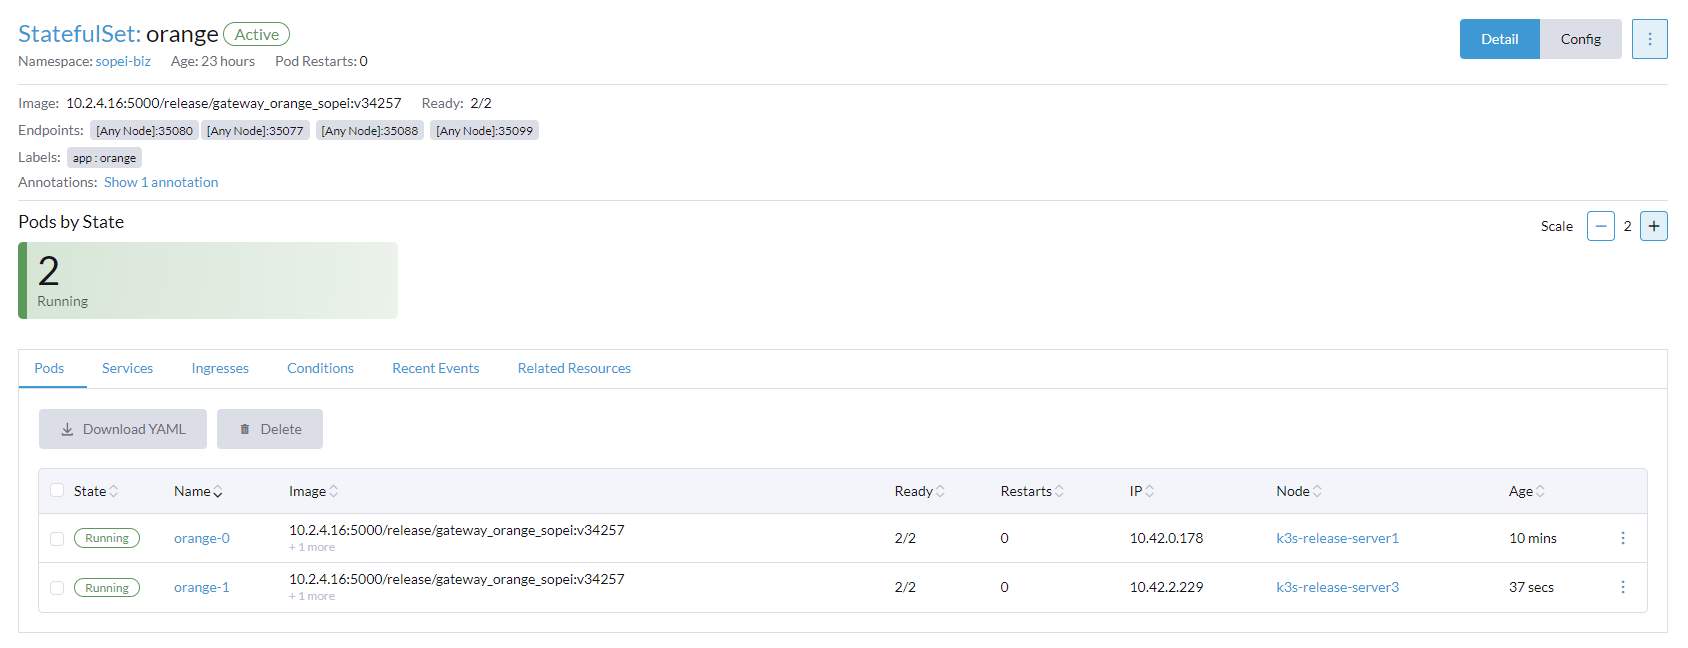 StatefulSet: orange Active
Detail Config
Namespace: sopei-biz Age: 23 hours Pod Restarts: 0
Image: 10.2.4.16:5000/release/gateway_orange_sopei:v34257 Ready: 2/2
Endpoints: [Any Node]:35080 [Any Node]:35077 [Any Node]:35088 [Any Node]:35099
Labels: app : orange
Annotations: Show 1 annotation
Pods by State
Scale − 2 +
2
Running
Pods Services Ingresses Conditions Recent Events Related Resources
Download YAML Delete
State Name Image Ready Restarts IP Node Age
Running orange-0 10.2.4.16:5000/release/gateway_orange_sopei:v34257 2/2 0 10.42.0.178 k3s-release-server1 10 mins
+ 1 more
Running orange-1 10.2.4.16:5000/release/gateway_orange_sopei:v34257 2/2 0 10.42.2.229 k3s-release-server3 37 secs
+ 1 more